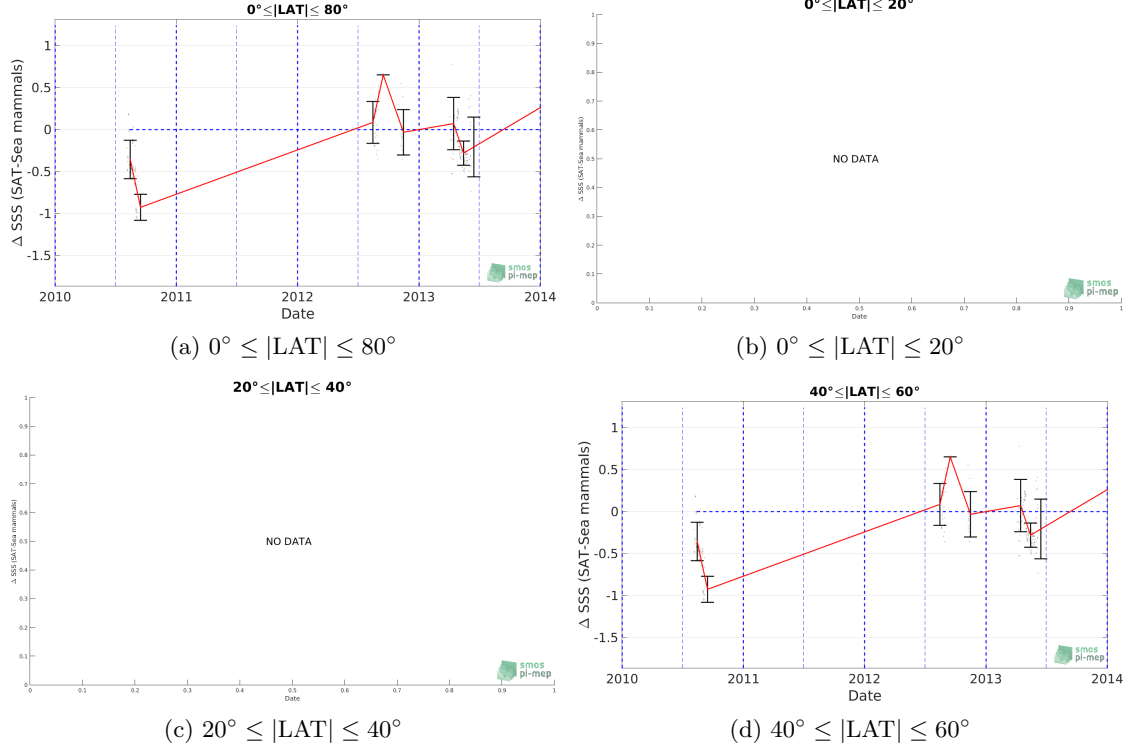 0°≤|LAT|≤ 80°
Δ SSS (SAT-Sea mammals)
1
0.5
0
-0.5
-1
-1.5
2010 2011 2012 2013 2014
Date
smos
pi-mep
(a) 0° ≤ |LAT| ≤ 80°
0°≤|LAT|≤ 20°
Δ SSS (SAT-Sea mammals)
1
0.9
0.8
0.7
0.6
0.5
0.4
0.3
0.2
0.1
0
NO DATA
0 0.1 0.2 0.3 0.4 0.5 0.6 0.7 0.8 0.9 1
Date
smos
pi-mep
(b) 0° ≤ |LAT| ≤ 20°
20°≤|LAT|≤ 40°
Δ SSS (SAT-Sea mammals)
1
0.9
0.8
0.7
0.6
0.5
0.4
0.3
0.2
0.1
0
NO DATA
0 0.1 0.2 0.3 0.4 0.5 0.6 0.7 0.8 0.9 1
Date
smos
pi-mep
(c) 20° ≤ |LAT| ≤ 40°
40°≤|LAT|≤ 60°
Δ SSS (SAT-Sea mammals)
1
0.5
0
-0.5
-1
-1.5
2010 2011 2012 2013 2014
Date
smos
pi-mep
(d) 40° ≤ |LAT| ≤ 60°